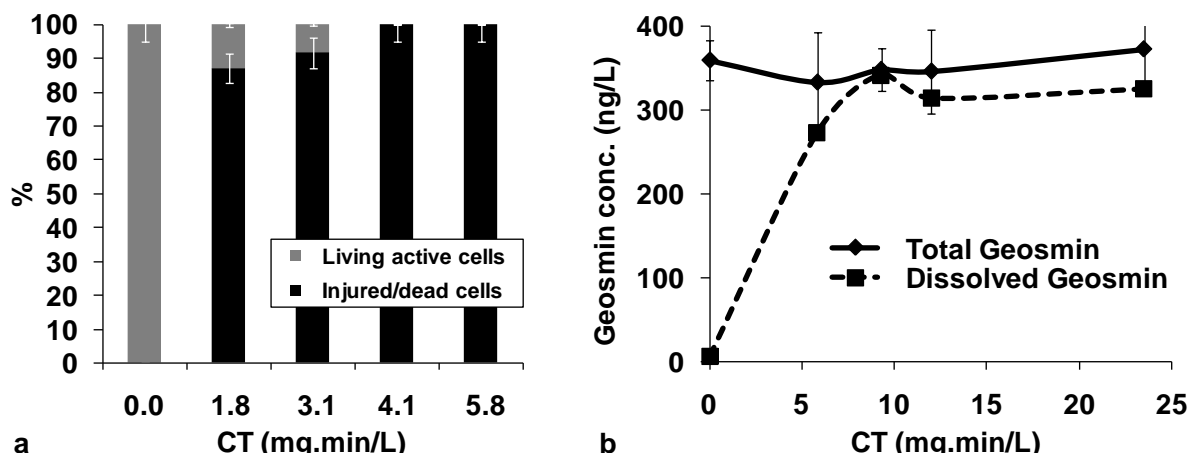 100
90
80
70
60
50
40
30
20
10
0
%
Living active cells
Injured/dead cells
0.0 1.8 3.1 4.1 5.8
CT (mg.min/L)
a
400
300
200
100
0
Geosmin conc. (ng/L)
Total Geosmin
Dissolved Geosmin
0 5 10 15 20 25
CT (mg.min/L)
b